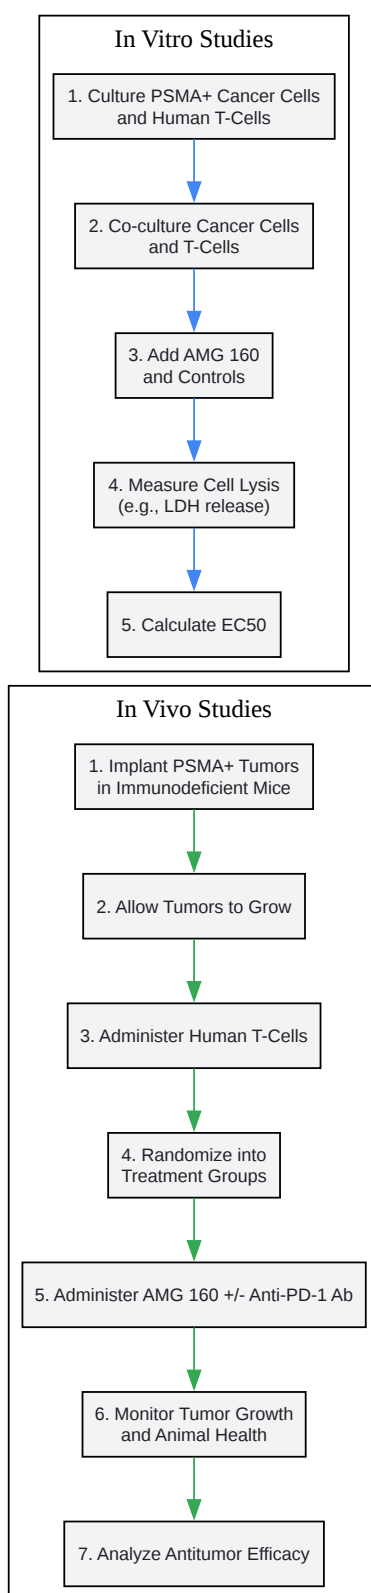 In Vitro Studies
1. Culture PSMA+ Cancer Cells
and Human T-Cells
2. Co-culture Cancer Cells
and T-Cells
3. Add AMG 160
and Controls
4. Measure Cell Lysis
(e.g., LDH release)
5. Calculate EC50
In Vivo Studies
1. Implant PSMA+ Tumors
in Immunodeficient Mice
2. Allow Tumors to Grow
3. Administer Human T-Cells
4. Randomize into
Treatment Groups
5. Administer AMG 160 +/- Anti-PD-1 Ab
6. Monitor Tumor Growth
and Animal Health
7. Analyze Antitumor Efficacy